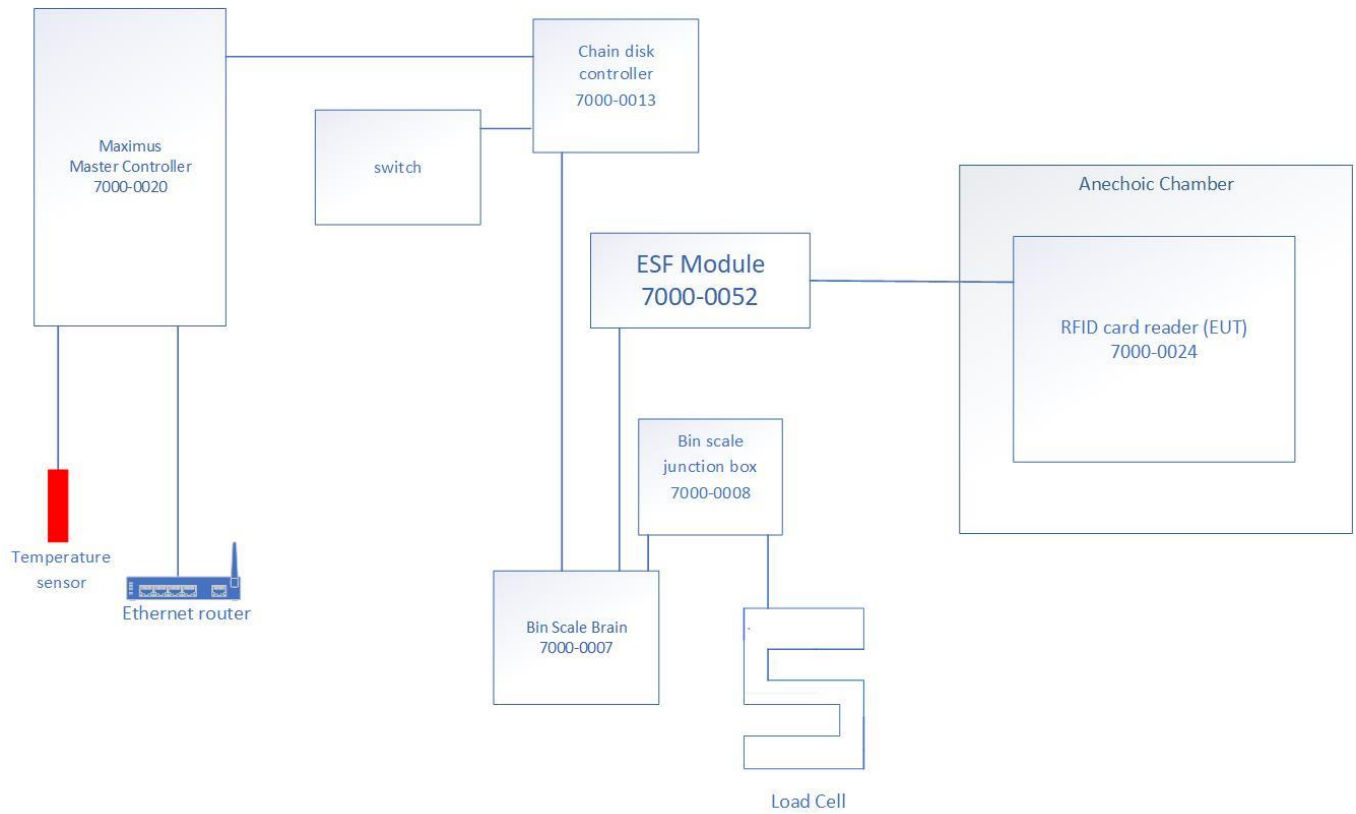 Chain disk
controller
7000-0013
Maximus
Master Controller
7000-0020
switch
Anechoic Chamber
ESF Module
7000-0052
RFID card reader (EUT)
7000-0024
Bin scale
junction box
7000-0008
Temperature
sensor
Ethernet router
Bin Scale Brain
7000-0007
Load Cell